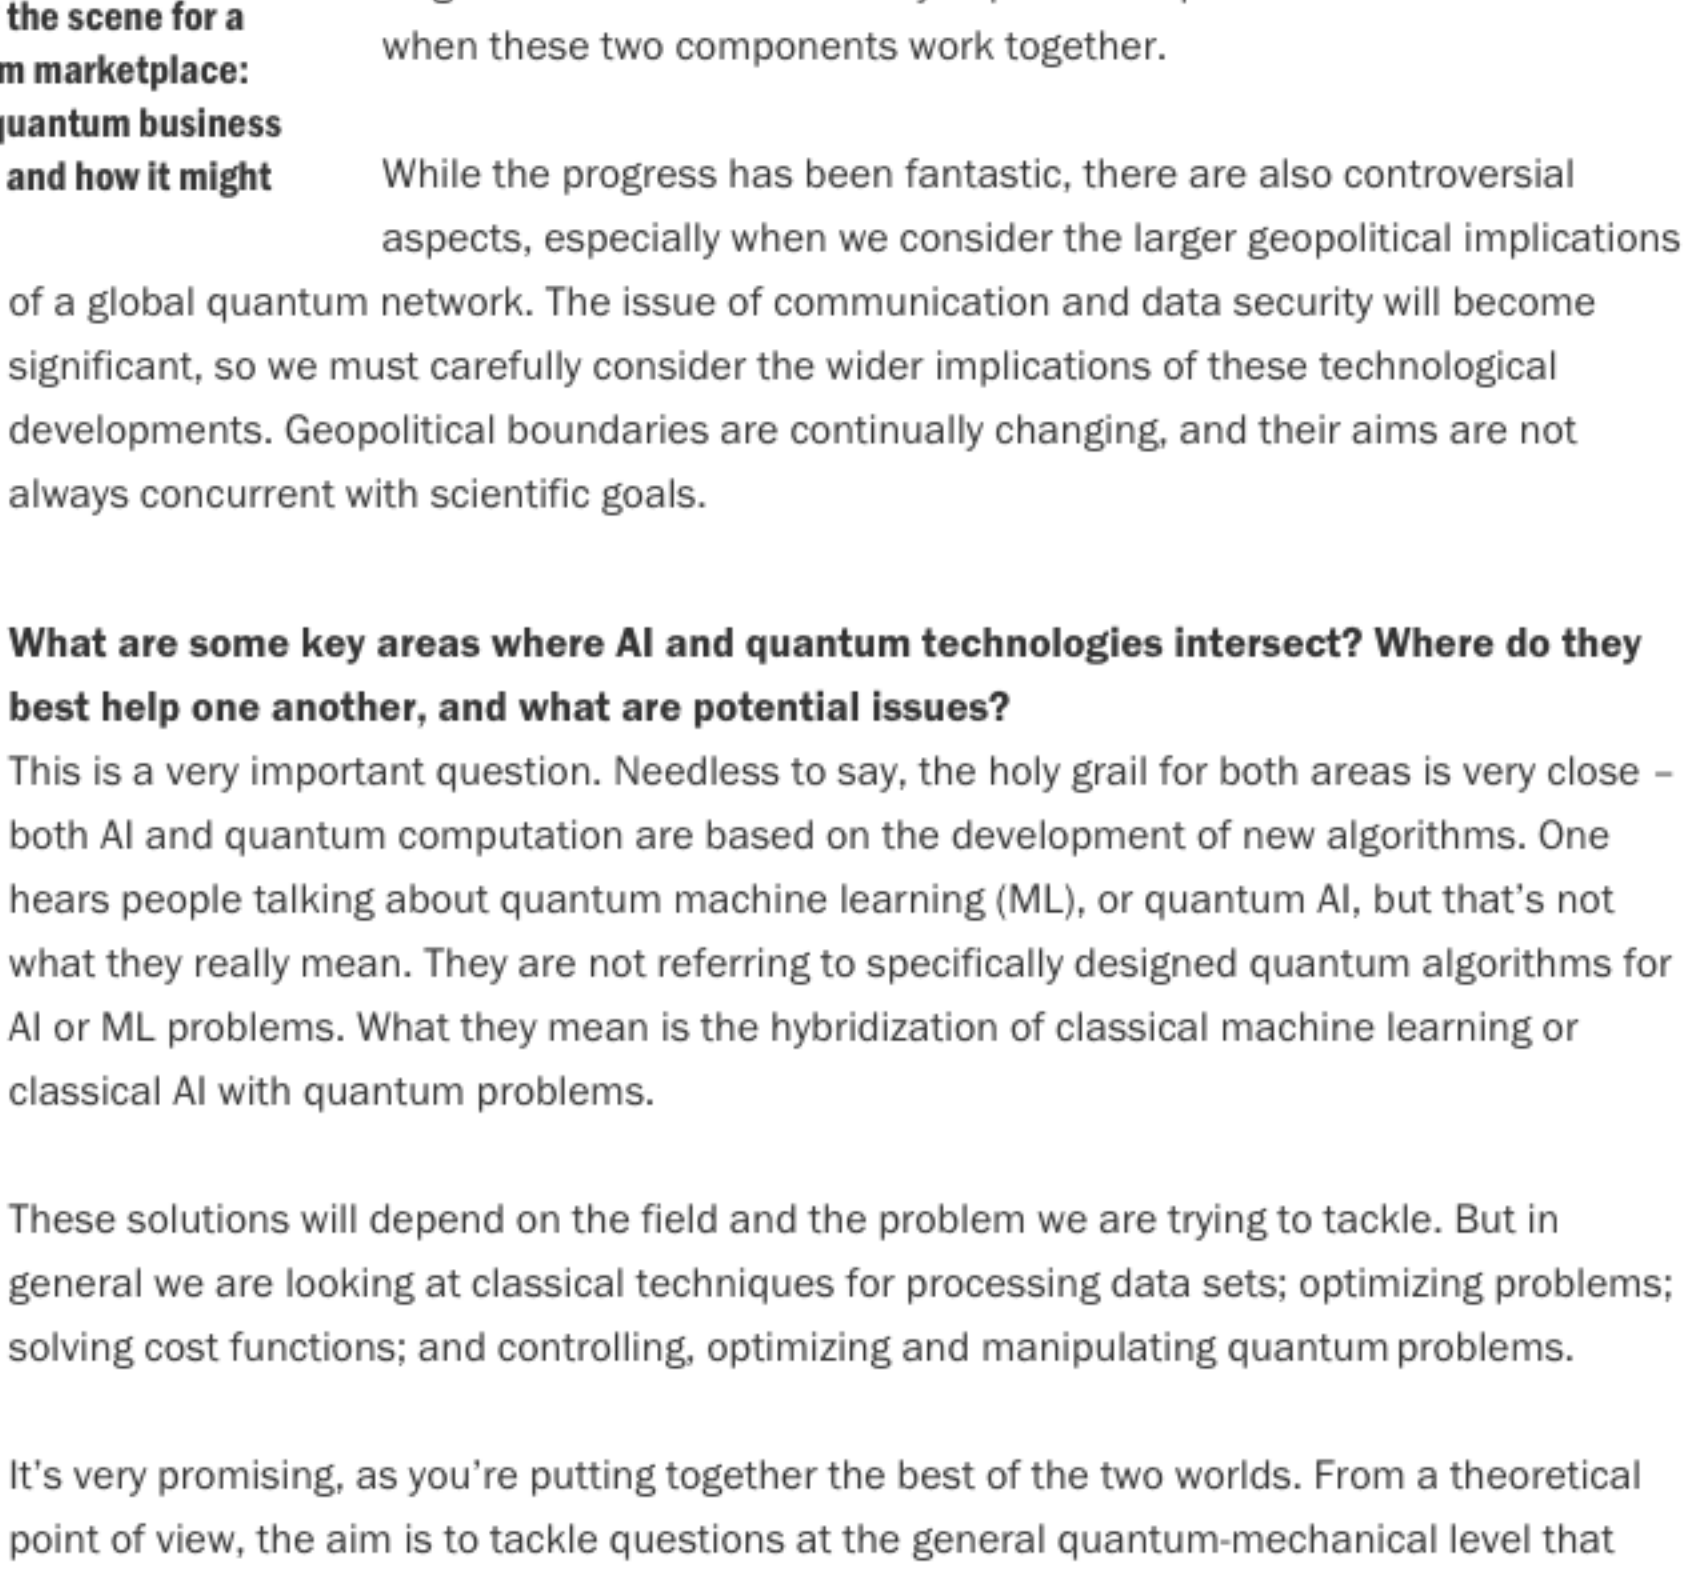 the scene for a
m marketplace:
quantum business
and how it might
when these two components work together.
While the progress has been fantastic, there are also controversial
aspects, especially when we consider the larger geopolitical implications
of a global quantum network. The issue of communication and data security will become
significant, so we must carefully consider the wider implications of these technological
developments. Geopolitical boundaries are continually changing, and their aims are not
always concurrent with scientific goals.
What are some key areas where AI and quantum technologies intersect? Where do they
best help one another, and what are potential issues?
This is a very important question. Needless to say, the holy grail for both areas is very close –
both AI and quantum computation are based on the development of new algorithms. One
hears people talking about quantum machine learning (ML), or quantum AI, but that’s not
what they really mean. They are not referring to specifically designed quantum algorithms for
AI or ML problems. What they mean is the hybridization of classical machine learning or
classical AI with quantum problems.
These solutions will depend on the field and the problem we are trying to tackle. But in
general we are looking at classical techniques for processing data sets; optimizing problems;
solving cost functions; and controlling, optimizing and manipulating quantum problems.
It’s very promising, as you’re putting together the best of the two worlds. From a theoretical
point of view, the aim is to tackle questions at the general quantum-mechanical level that